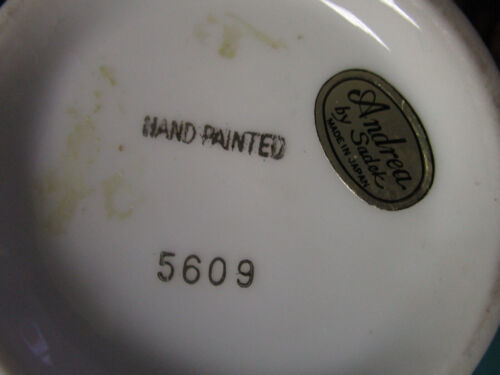 HAND PAINTED
5609
Andrea
by Sadek
MADE IN JAPAN